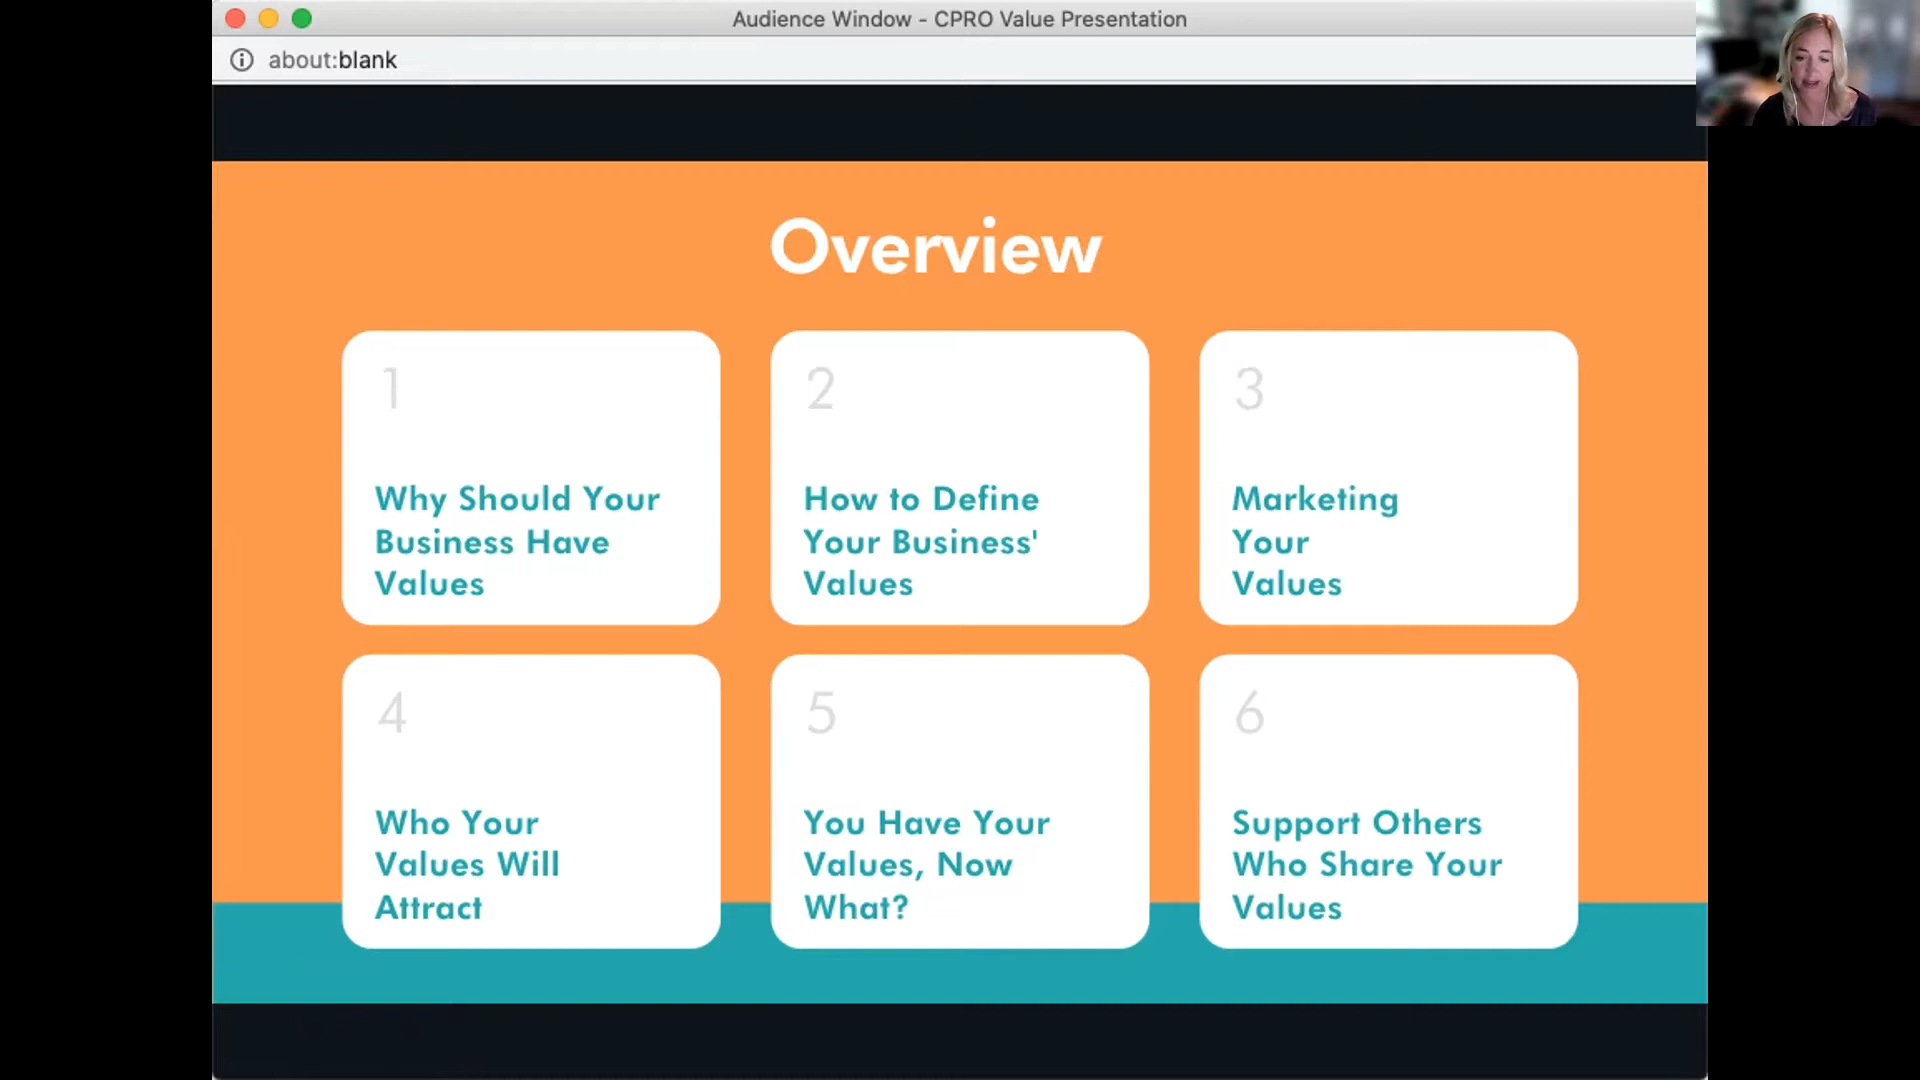 Audience Window - CPRO Value Presentation
about:blank
Overview
1
Why Should Your
Business Have
Values
2
How to Define
Your Business'
Values
3
Marketing
Your
Values
4
Who Your
Values Will
Attract
5
You Have Your
Values, Now
What?
6
Support Others
Who Share Your
Values